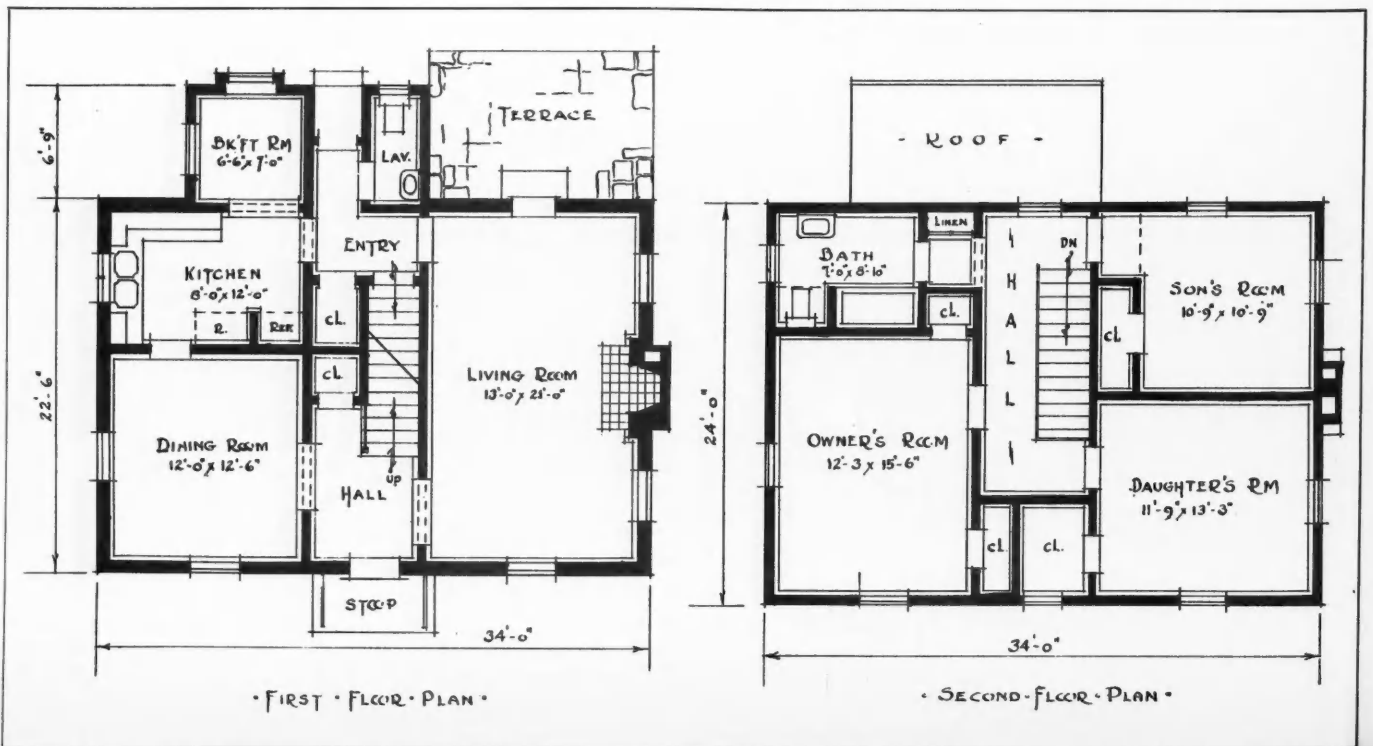 BK'FT RM
6'-6" x 7'-0"
LAV.
TERRACE
6'-9"
ENTRY
KITCHEN
8'-0" x 12'-0"
R.
REF.
CL.
CL.
LIVING ROOM
13'-0" x 21'-0"
22'-6"
DINING ROOM
12'-0" x 12'-6"
UP
HALL
STOOP
34'-0"
· FIRST · FLOOR · PLAN ·
- ROOF -
LINEN
BATH
7'-0" x 8'-10"
DN
HALL
SON'S ROOM
10'-9" x 10'-9"
CL.
CL
24'-0"
OWNER'S ROOM
12'-3 x 15'-6"
DAUGHTER'S RM
11'-9" x 13'-3"
CL.
CL.
34'-0"
· SECOND · FLOOR · PLAN ·